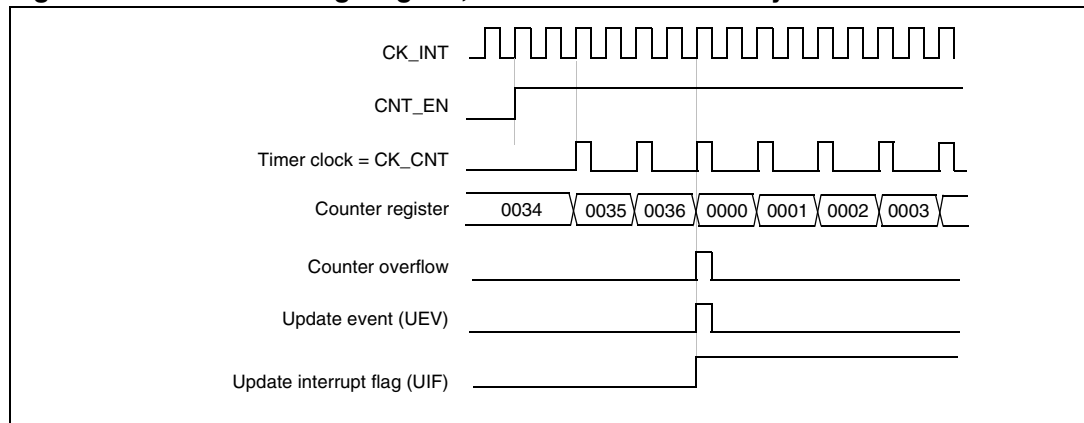 CK_INT
CNT_EN
Timer clock = CK_CNT
Counter register 0034 0035 0036 0000 0001 0002 0003
Counter overflow
Update event (UEV)
Update interrupt flag (UIF)